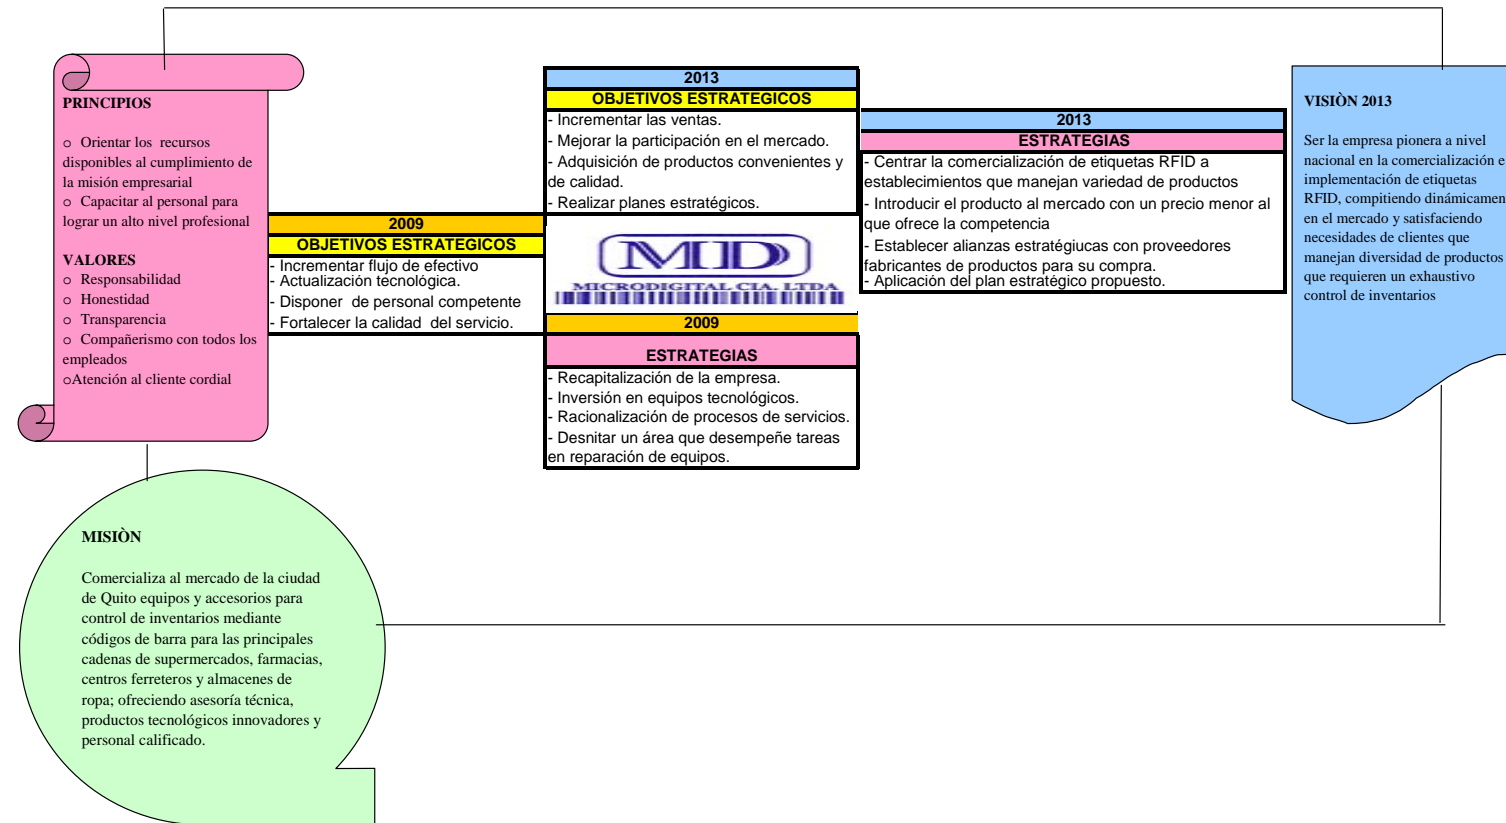 PRINCIPIOS
o Orientar los recursos
disponibles al cumplimiento de
la misión empresarial
o Capacitar al personal para
lograr un alto nivel profesional
VALORES
o Responsabilidad
o Honestidad
o Transparencia
o Compañerismo con todos los
empleados
oAtención al cliente cordial
2009
OBJETIVOS ESTRATEGICOS
- Incrementar flujo de efectivo
- Actualización tecnológica.
- Disponer de personal competente
- Fortalecer la calidad del servicio.
2013
OBJETIVOS ESTRATEGICOS
- Incrementar las ventas.
- Mejorar la participación en el mercado.
- Adquisición de productos convenientes y
de calidad.
- Realizar planes estratégicos.
MD
MICRODIGITAL CIA. LTDA
2009
ESTRATEGIAS
- Recapitalización de la empresa.
- Inversión en equipos tecnológicos.
- Racionalización de procesos de servicios.
- Desnitar un área que desempeñe tareas
en reparación de equipos.
2013
ESTRATEGIAS
- Centrar la comercialización de etiquetas RFID a
establecimientos que manejan variedad de productos
- Introducir el producto al mercado con un precio menor al
que ofrece la competencia
- Establecer alianzas estratégiucas con proveedores
fabricantes de productos para su compra.
- Aplicación del plan estratégico propuesto.
VISIÒN 2013
Ser la empresa pionera a nivel
nacional en la comercialización e
implementación de etiquetas
RFID, compitiendo dinámicamen
en el mercado y satisfaciendo
necesidades de clientes que
manejan diversidad de productos
que requieren un exhaustivo
control de inventarios
MISIÒN
Comercializa al mercado de la ciudad
de Quito equipos y accesorios para
control de inventarios mediante
códigos de barra para las principales
cadenas de supermercados, farmacias,
centros ferreteros y almacenes de
ropa; ofreciendo asesoría técnica,
productos tecnológicos innovadores y
personal calificado.